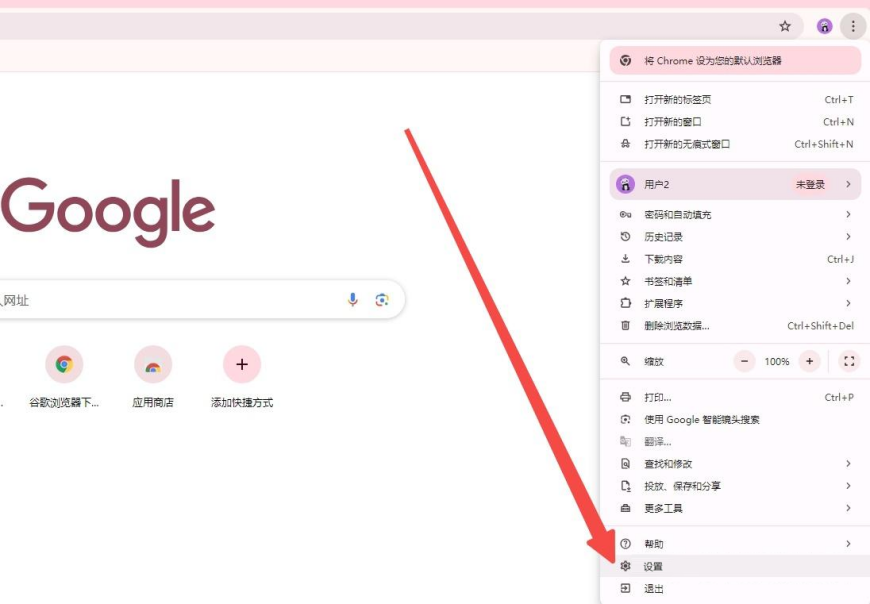 将 Chrome 设为您的默认浏览器
打开新的标签页 Ctrl+T
打开新的窗口 Ctrl+N
打开新的无痕式窗口 Ctrl+Shift+N
用户2 未登录
密码和自动填充
历史记录
下载内容 Ctrl+J
书签和清单
扩展程序
删除浏览数据... Ctrl+Shift+Del
缩放 − 100% +
打印... Ctrl+P
使用 Google 智能镜头搜索
翻译...
查找和修改
投放、保存和分享
更多工具
帮助
设置
退出
Google
网址
谷歌浏览器下... 应用商店 添加快捷方式